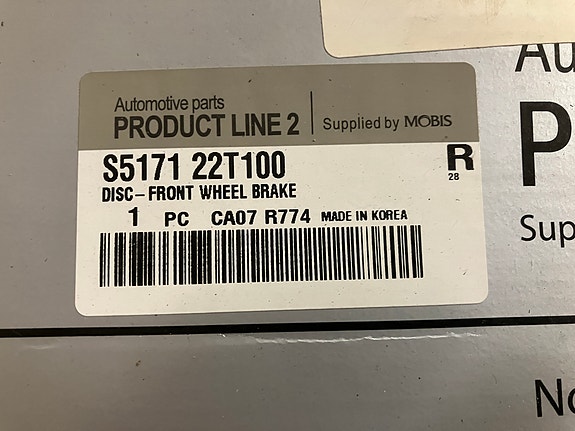 Automotive parts
PRODUCT LINE 2
Supplied by MOBIS
S5171 22T100
R
28
DISC-FRONT WHEEL BRAKE
1 PC CA07 R774 MADE IN KOREA
Au
P
Sup
No